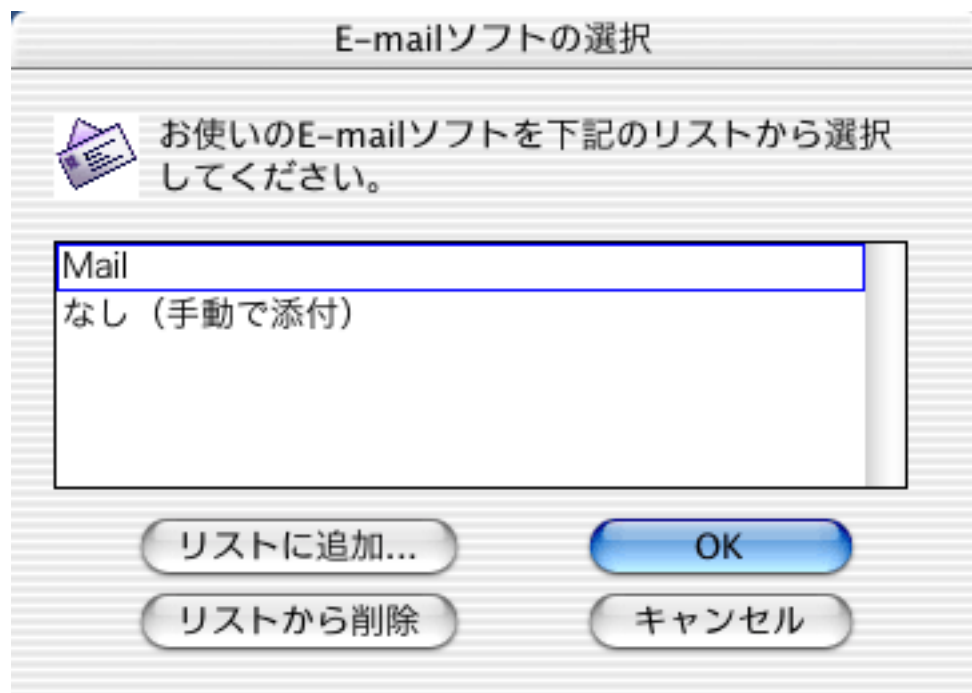 E-mailソフトの選択
お使いのE-mailソフトを下記のリストから選択
してください。
Mail
なし（手動で添付）
リストに追加...
OK
リストから削除
キャンセル